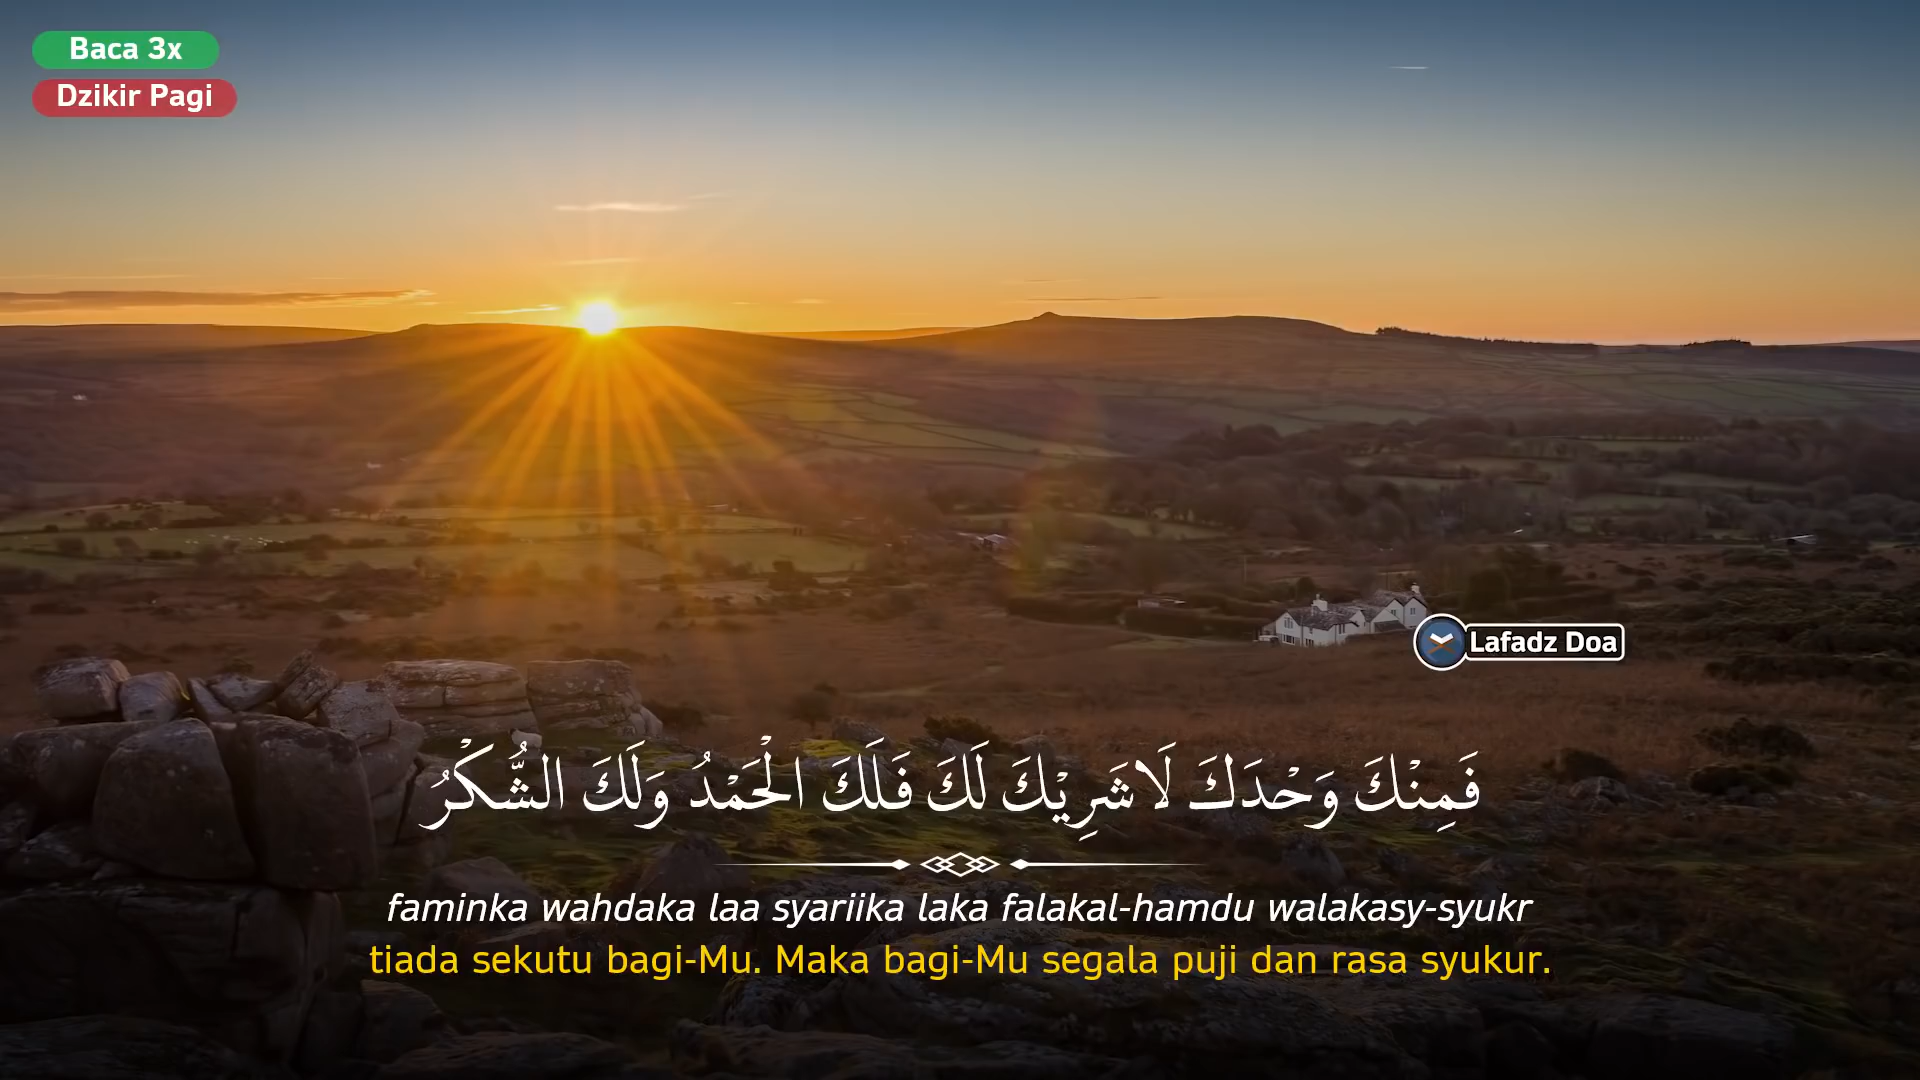 Baca 3x
Dzikir Pagi
Lafadz Doa
فَمِنْكَ وَحْدَكَ لَاشَرِيْكَ لَكَ فَلَكَ الْحَمْدُ وَلَكَ الشُّكْرُ
faminka wahdaka laa syariika laka falakal-hamdu walakasy-syukr
tiada sekutu bagi-Mu. Maka bagi-Mu segala puji dan rasa syukur.